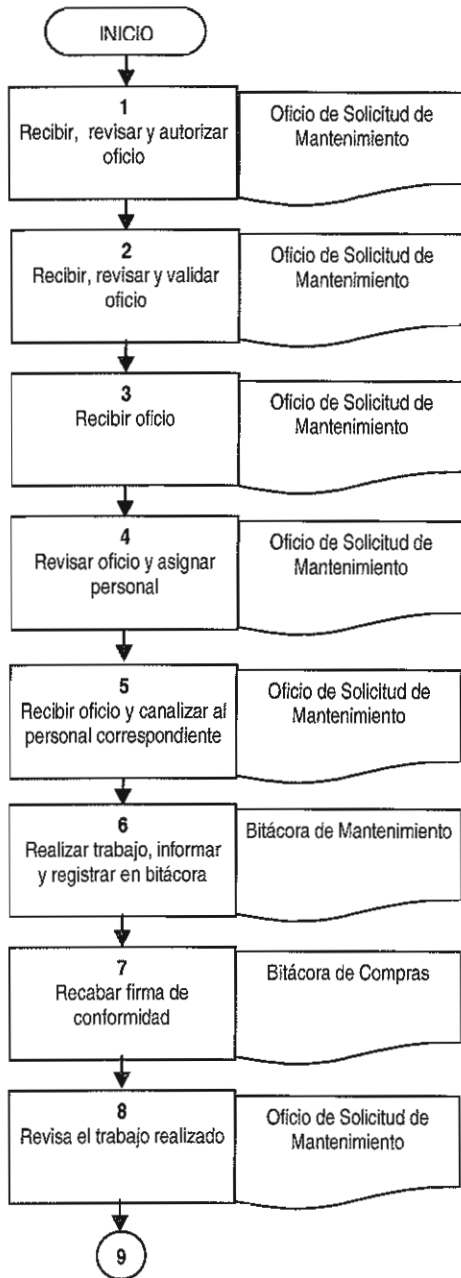 INICIO
1
Recibir, revisar y autorizar
oficio
Oficio de Solicitud de
Mantenimiento
2
Recibir, revisar y validar
oficio
Oficio de Solicitud de
Mantenimiento
3
Recibir oficio
Oficio de Solicitud de
Mantenimiento
4
Revisar oficio y asignar
personal
Oficio de Solicitud de
Mantenimiento
5
Recibir oficio y canalizar al
personal correspondiente
Oficio de Solicitud de
Mantenimiento
6
Realizar trabajo, informar
y registrar en bitácora
Bitácora de Mantenimiento
7
Recabar firma de
conformidad
Bitácora de Compras
8
Revisa el trabajo realizado
Oficio de Solicitud de
Mantenimiento
9